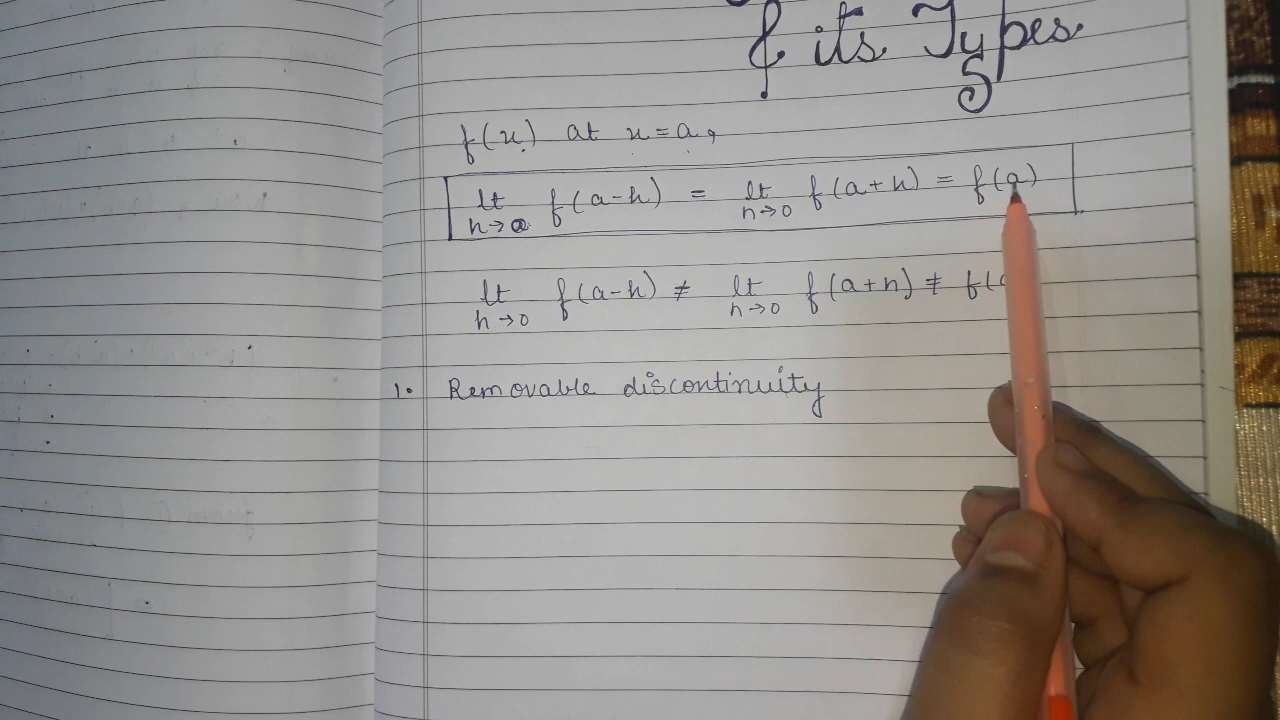 & its Types
f(x) at x=a,
lt h→0 f(a-h) = lt h→0 f(a+h) = f(a)
lt h→0 f(a-h) ≠ lt h→0 f(a+h) ≠ f(
1. Removable discontinuity